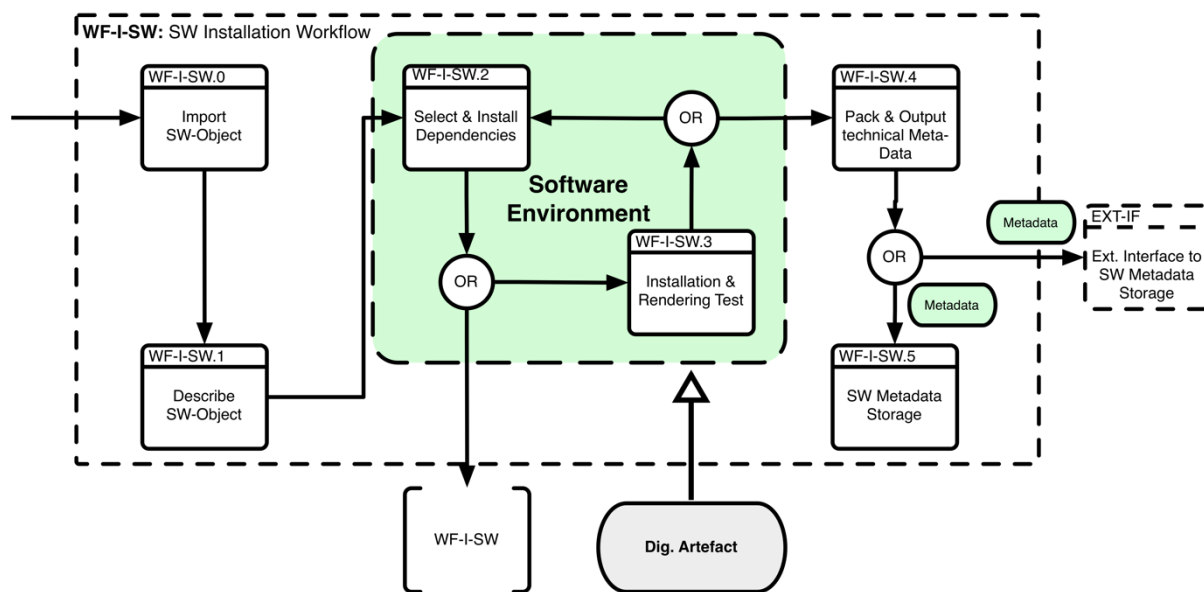 WF-I-SW: SW Installation Workflow
WF-I-SW.0
Import
SW-Object
WF-I-SW.1
Describe
SW-Object
WF-I-SW.2
Select & Install
Dependencies
OR
Software
Environment
OR
WF-I-SW.3
Installation &
Rendering Test
WF-I-SW.4
Pack & Output
technical Meta-
Data
OR
Metadata
Metadata
EXT-IF
Ext. Interface to
SW Metadata
Storage
WF-I-SW.5
SW Metadata
Storage
WF-I-SW
Dig. Artefact